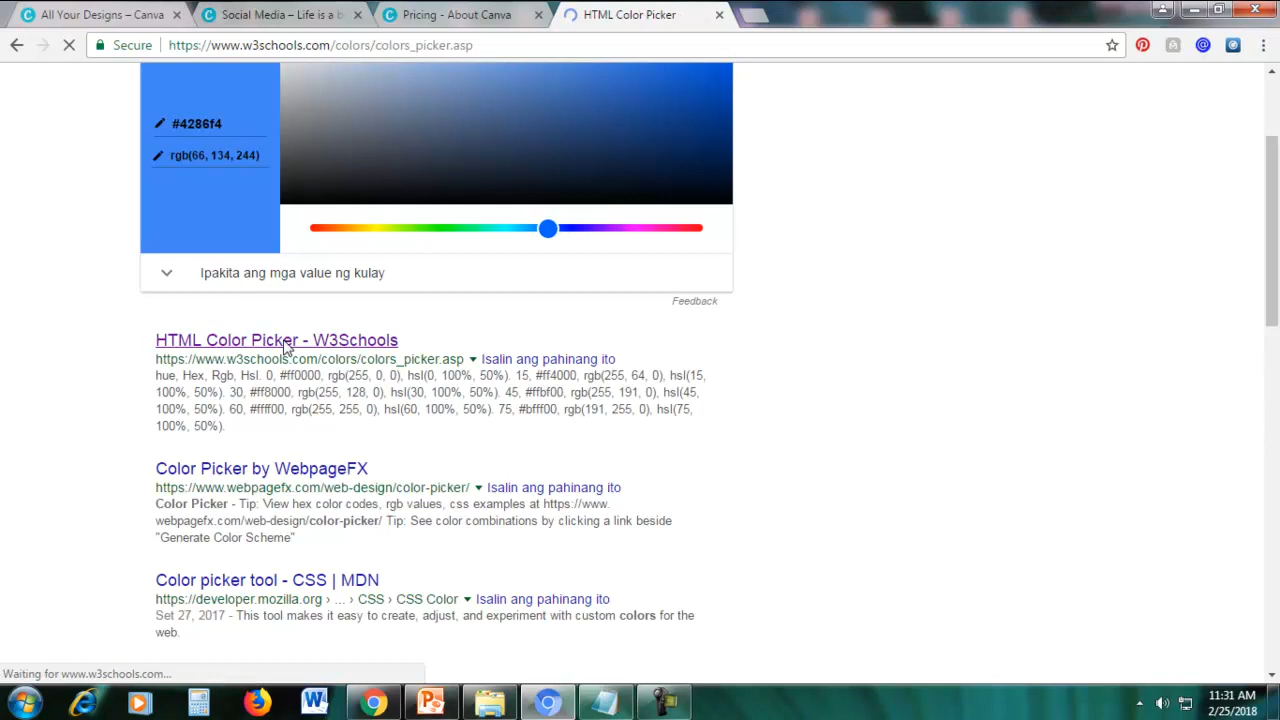 All Your Designs – Canva
Social Media – Life is a b
Pricing - About Canva
HTML Color Picker
Secure
https://www.w3schools.com/colors/colors_picker.asp
#4286f4
rgb(66, 134, 244)
Ipakita ang mga value ng kulay
Feedback
HTML Color Picker - W3Schools
https://www.w3schools.com/colors/colors_picker.asp Isalin ang pahinang ito
hue, Hex, Rgb, Hsl. 0, #ff0000, rgb(255, 0, 0), hsl(0, 100%, 50%). 15, #ff4000, rgb(255, 64, 0), hsl(15,
100%, 50%). 30, #ff8000, rgb(255, 128, 0), hsl(30, 100%, 50%). 45, #ffbf00, rgb(255, 191, 0), hsl(45,
100%, 50%). 60, #ffff00, rgb(255, 255, 0), hsl(60, 100%, 50%). 75, #bfff00, rgb(191, 255, 0), hsl(75,
100%, 50%).
Color Picker by WebpageFX
https://www.webpagefx.com/web-design/color-picker/ Isalin ang pahinang ito
Color Picker - Tip: View hex color codes, rgb values, css examples at https://www.
webpagefx.com/web-design/color-picker/ Tip: See color combinations by clicking a link beside
"Generate Color Scheme"
Color picker tool - CSS | MDN
https://developer.mozilla.org › ... › CSS › CSS Color Isalin ang pahinang ito
Set 27, 2017 - This tool makes it easy to create, adjust, and experiment with custom colors for the
web.
Waiting for www.w3schools.com...
11:31 AM
2/25/2018